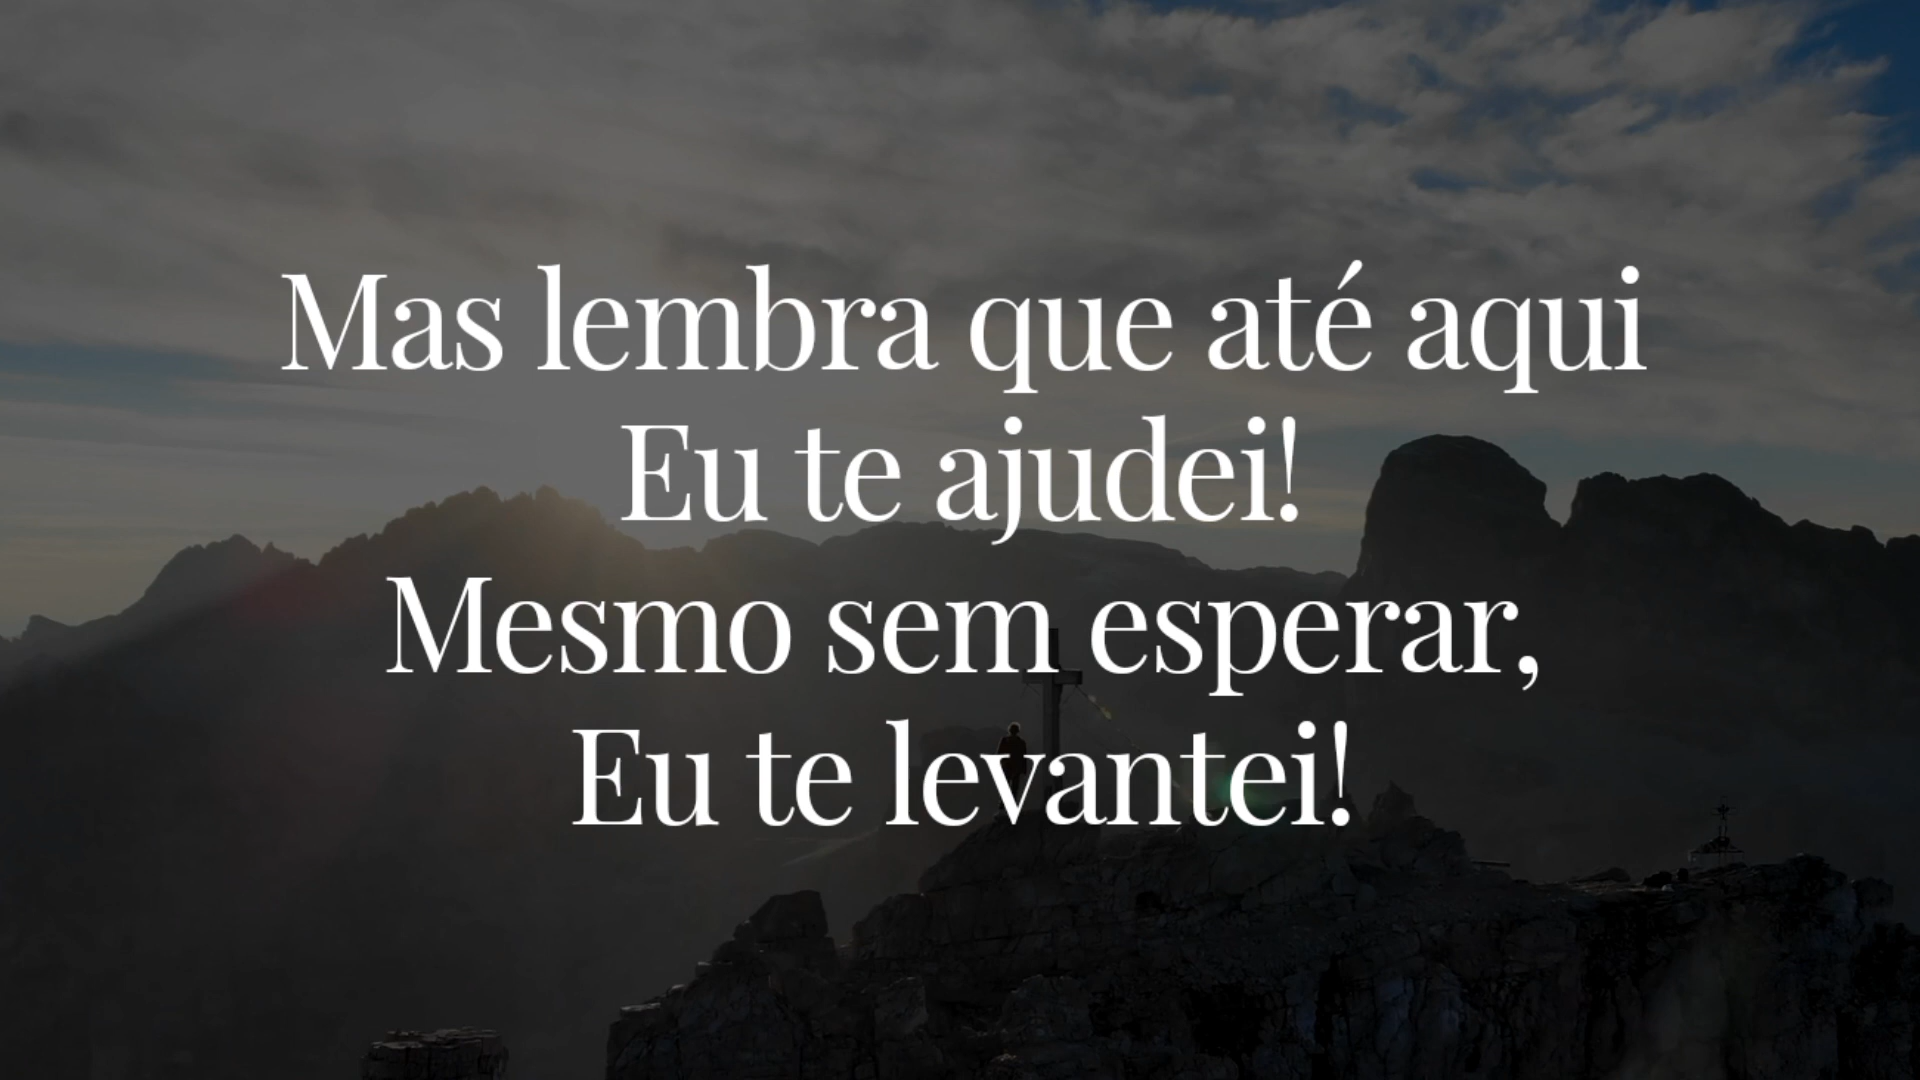 Mas lembra que até aqui
Eu te ajudei!
Mesmo sem esperar,
Eu te levantei!